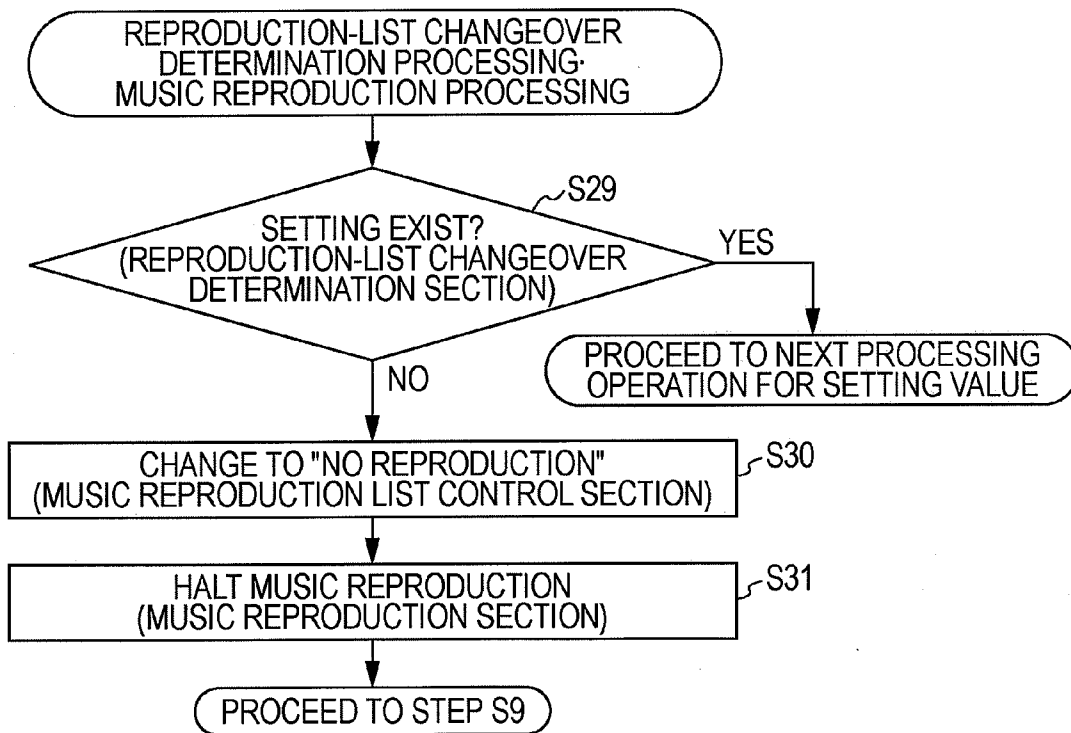 REPRODUCTION-LIST CHANGEOVER
DETERMINATION PROCESSING·
MUSIC REPRODUCTION PROCESSING
S29
SETTING EXIST?
(REPRODUCTION-LIST CHANGEOVER
DETERMINATION SECTION)
YES
PROCEED TO NEXT PROCESSING
OPERATION FOR SETTING VALUE
NO
S30
CHANGE TO "NO REPRODUCTION"
(MUSIC REPRODUCTION LIST CONTROL SECTION)
S31
HALT MUSIC REPRODUCTION
(MUSIC REPRODUCTION SECTION)
PROCEED TO STEP S9